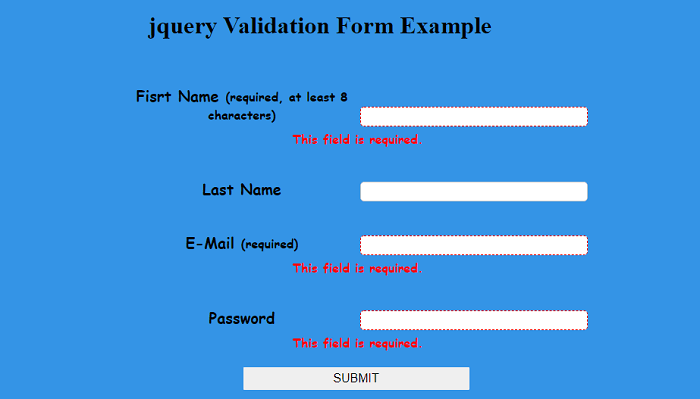 jquery Validation Form Example
Fisrt Name (required, at least 8
characters)
This field is required.
Last Name
E-Mail (required)
This field is required.
Password
This field is required.
SUBMIT